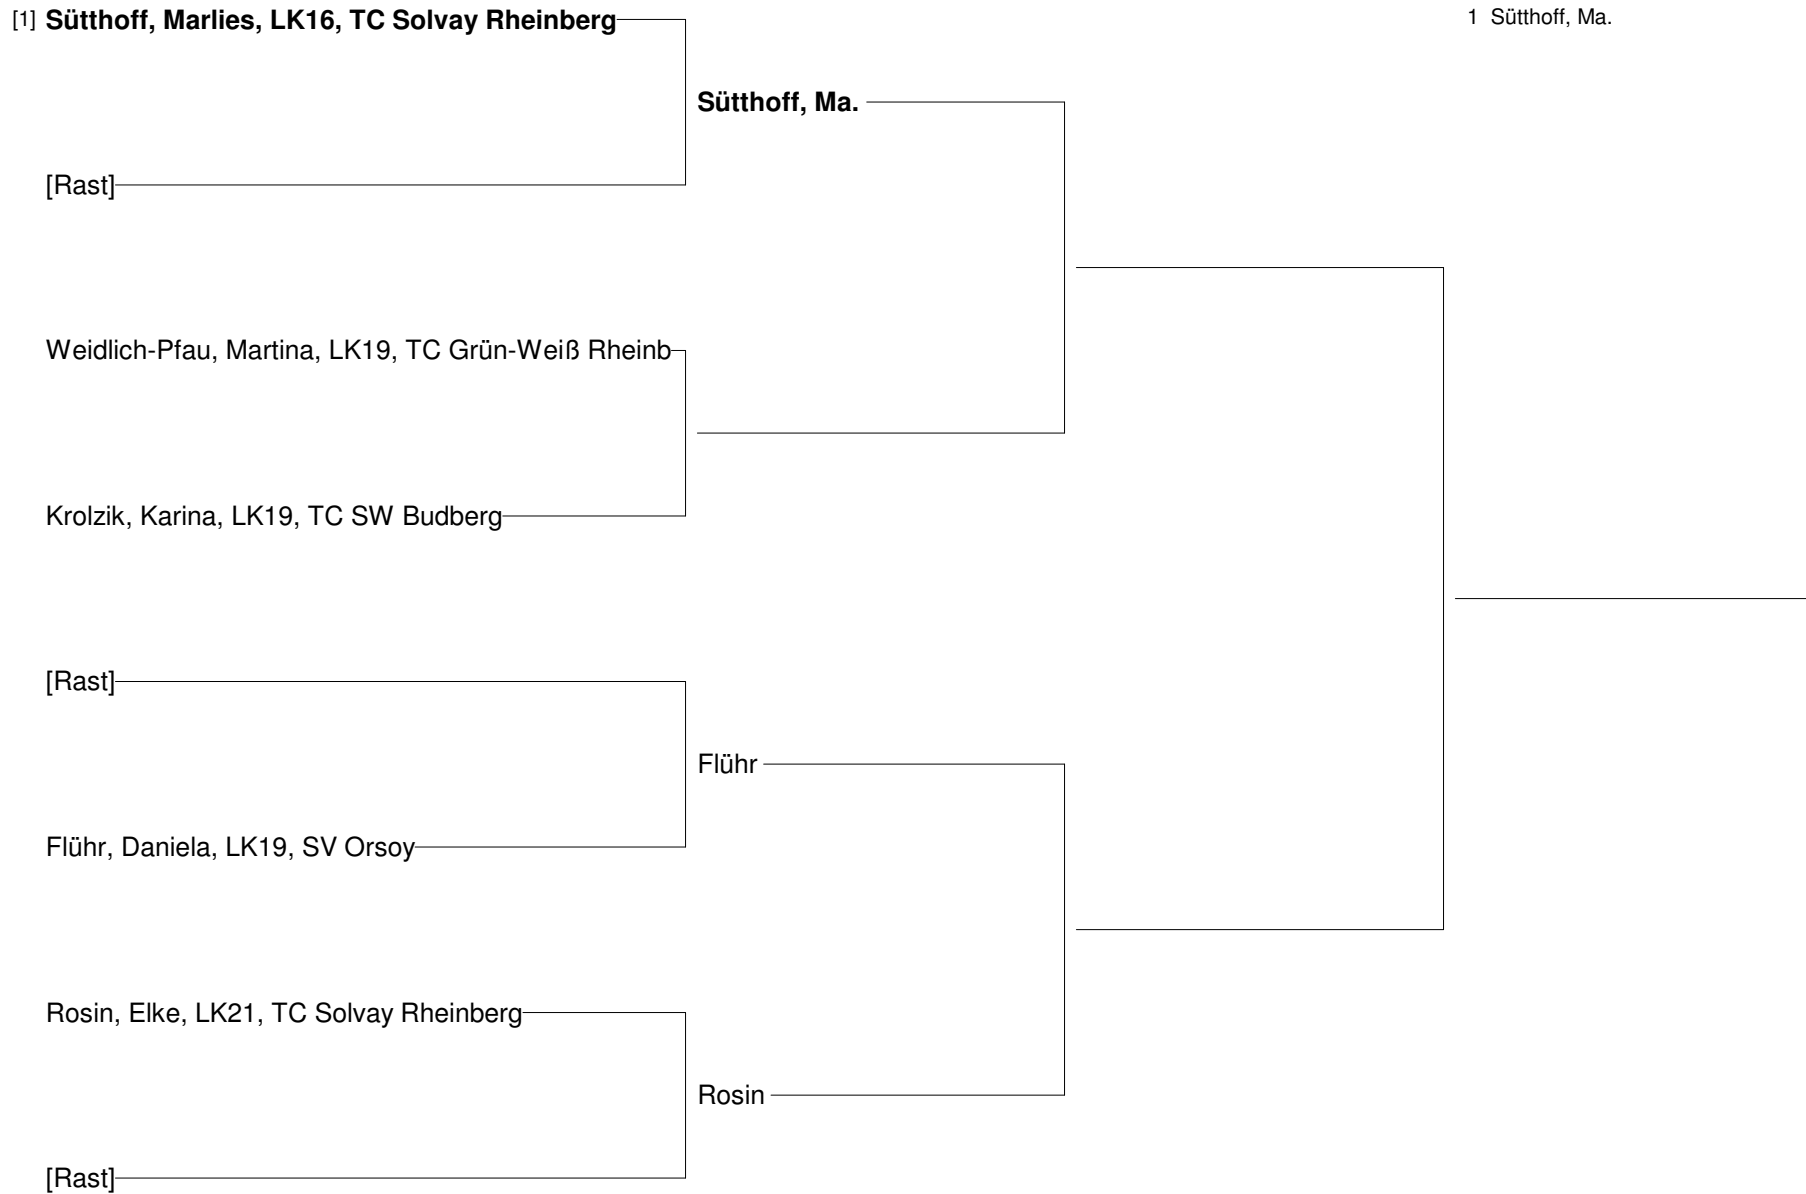 [1] Sütthoff, Marlies, LK16, TC Solvay Rheinberg
1 Sütthoff, Ma.
Sütthoff, Ma.
[Rast]
Weidlich-Pfau, Martina, LK19, TC Grün-Weiß Rheinb
Krolzik, Karina, LK19, TC SW Budberg
[Rast]
Flühr
Flühr, Daniela, LK19, SV Orsoy
Rosin, Elke, LK21, TC Solvay Rheinberg
Rosin
[Rast]